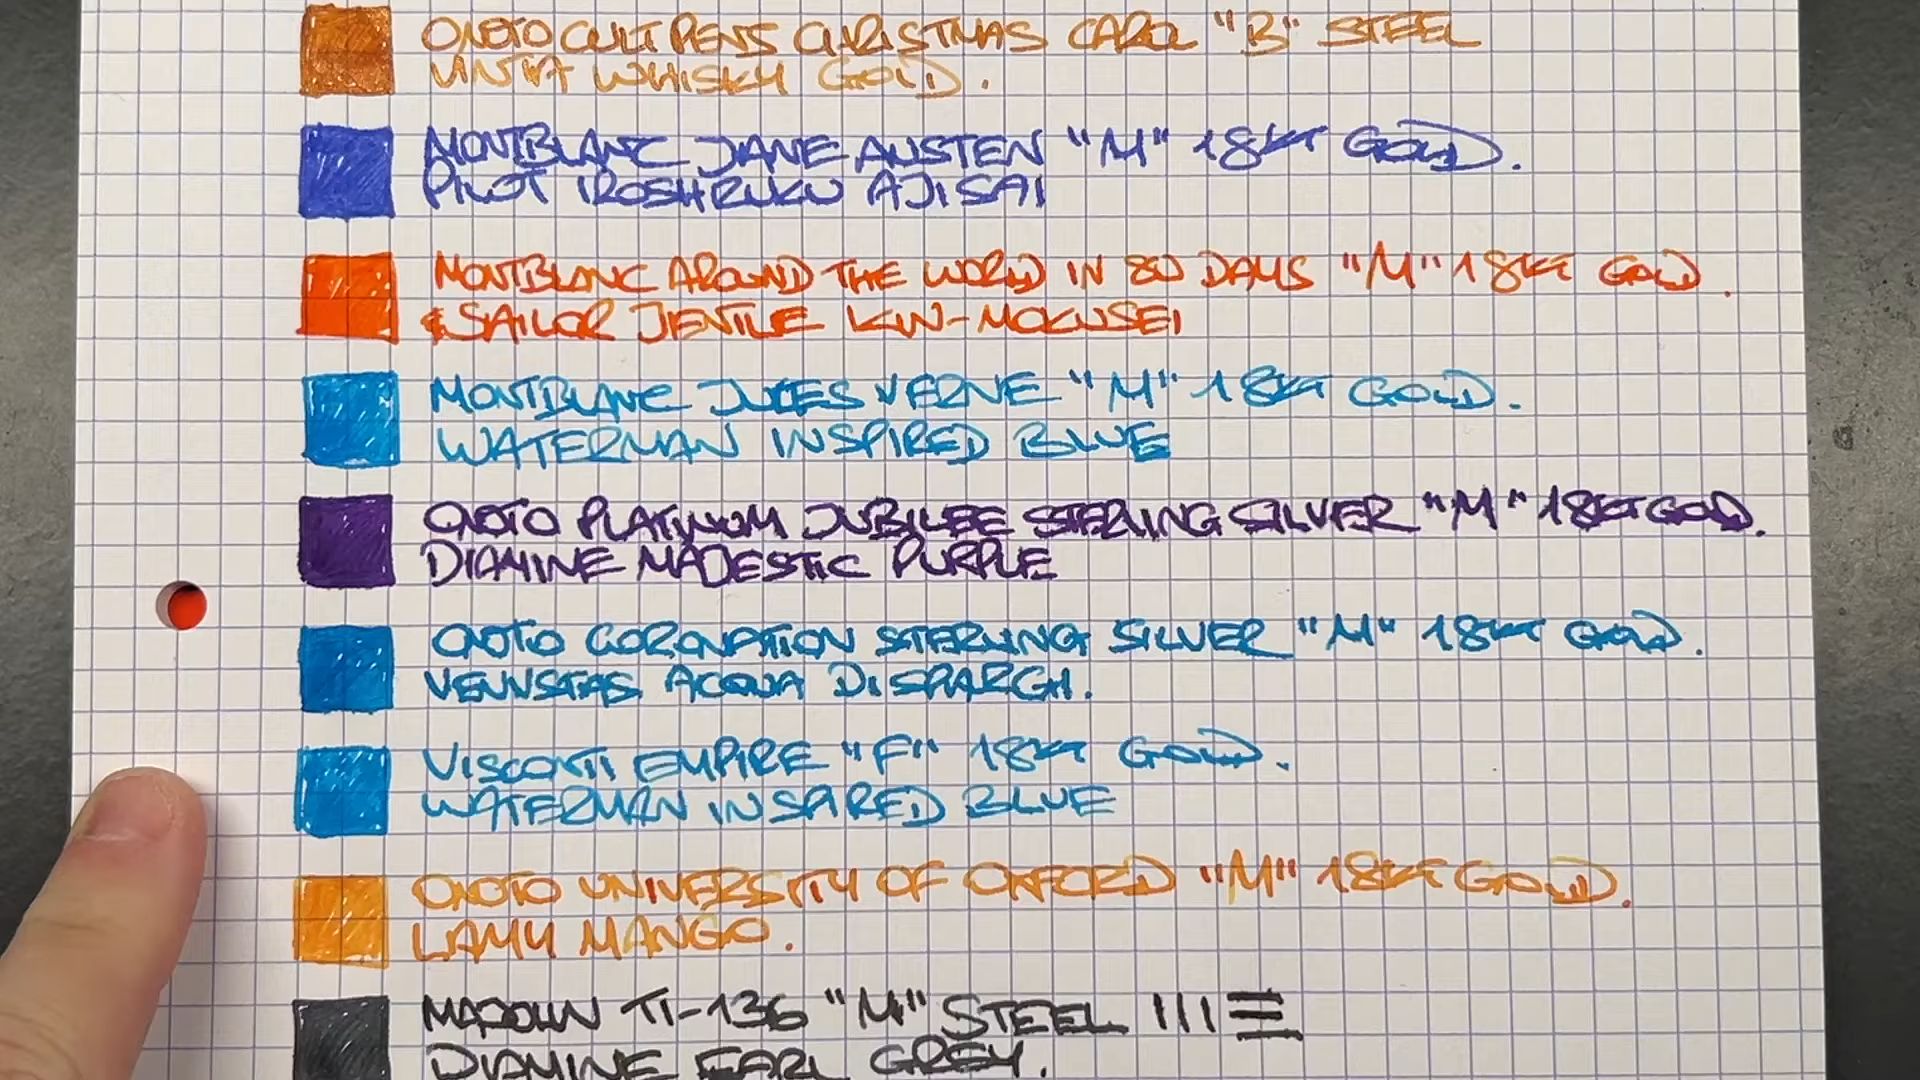 ONOTO CULT PENS CHRISTMAS CAROL "B" STEEL
VINTA WHISKY GOLD.
MONTBLANC JANE AUSTEN "M" 18KT GOLD.
PILOT IROSHIZUKU AJISAI
MONTBLANC AROUND THE WORLD IN 80 DAYS "M" 18KT GOLD.
SAILOR JENTLE KIN-MOKUSEI
MONTBLANC JULES VERNE "M" 18KT GOLD.
WATERMAN INSPIRED BLUE
ONOTO PLATINUM JUBILEE STERLING SILVER "M" 18KT GOLD.
DIAMINE MAJESTIC PURPLE
ONOTO CORONATION STERLING SILVER "M" 18KT GOLD.
VENVSTAS ACQUA DI SPARGHI.
VISCONTI EMPIRE "F" 18KT GOLD.
WATERMAN INSPIRED BLUE
ONOTO UNIVERSITY OF OXFORD "M" 18KT GOLD.
LAMY MANGO.
MAJOHN TI-136 "M" STEEL
DIAMINE EARL GREY.